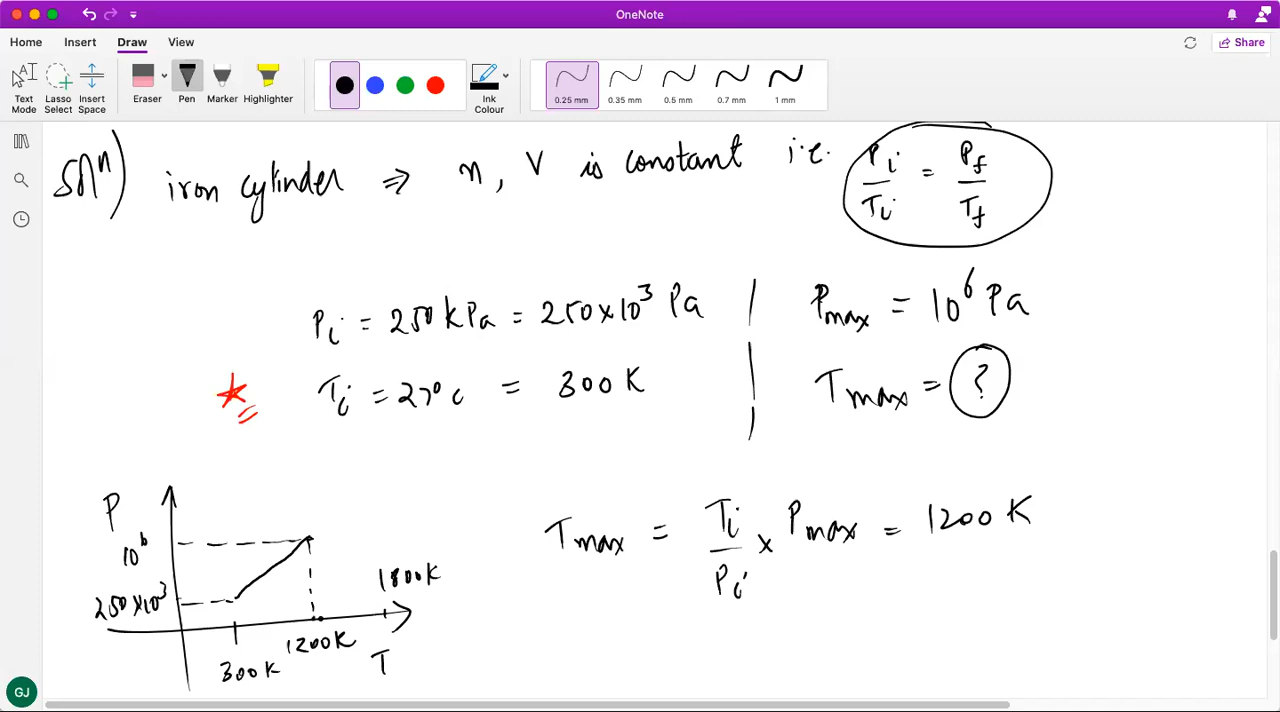 OneNote
Home Insert Draw View
Share
Text Mode
Lasso Select
Insert Space
Eraser
Pen
Marker
Highlighter
Ink Colour
0.25 mm
0.35 mm
0.5 mm
0.7 mm
1 mm
Solⁿ) iron cylinder ⇒ n, V is constant i.e. Pi/Ti = Pf/Tf
Pi = 250 kPa = 250×10³ Pa | Pmax = 10⁶ Pa
Ti = 27°c = 300 K | Tmax = ?
Tmax = Ti/Pi × Pmax = 1200 K
P
10⁶
250×10³
300K
1200K
1800K
T
GJ